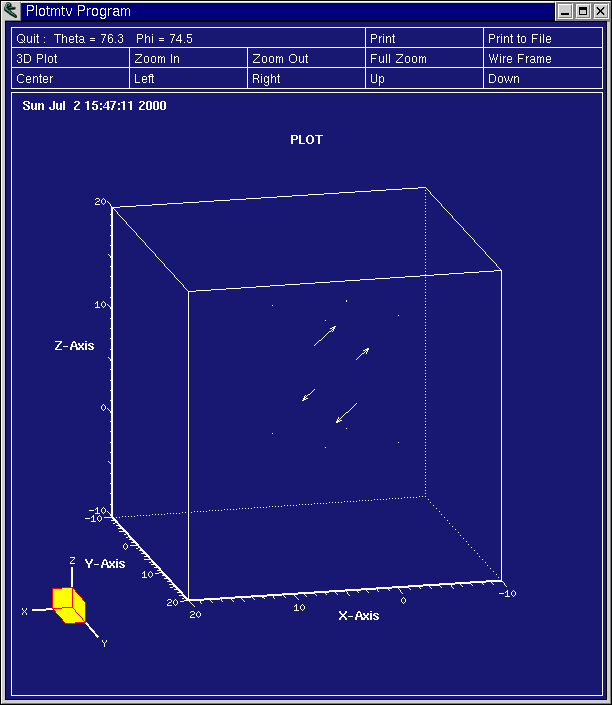 Plotmtv Program
Quit : Theta = 76.3 Phi = 74.5 Print Print to File
3D Plot Zoom In Zoom Out Full Zoom Wire Frame
Center Left Right Up Down
Sun Jul 2 15:47:11 2000
PLOT
20
10
Z-Axis
0
-10
-10
0
Y-Axis
10
20
20
10
0
-10
X-Axis
Z
X
Y